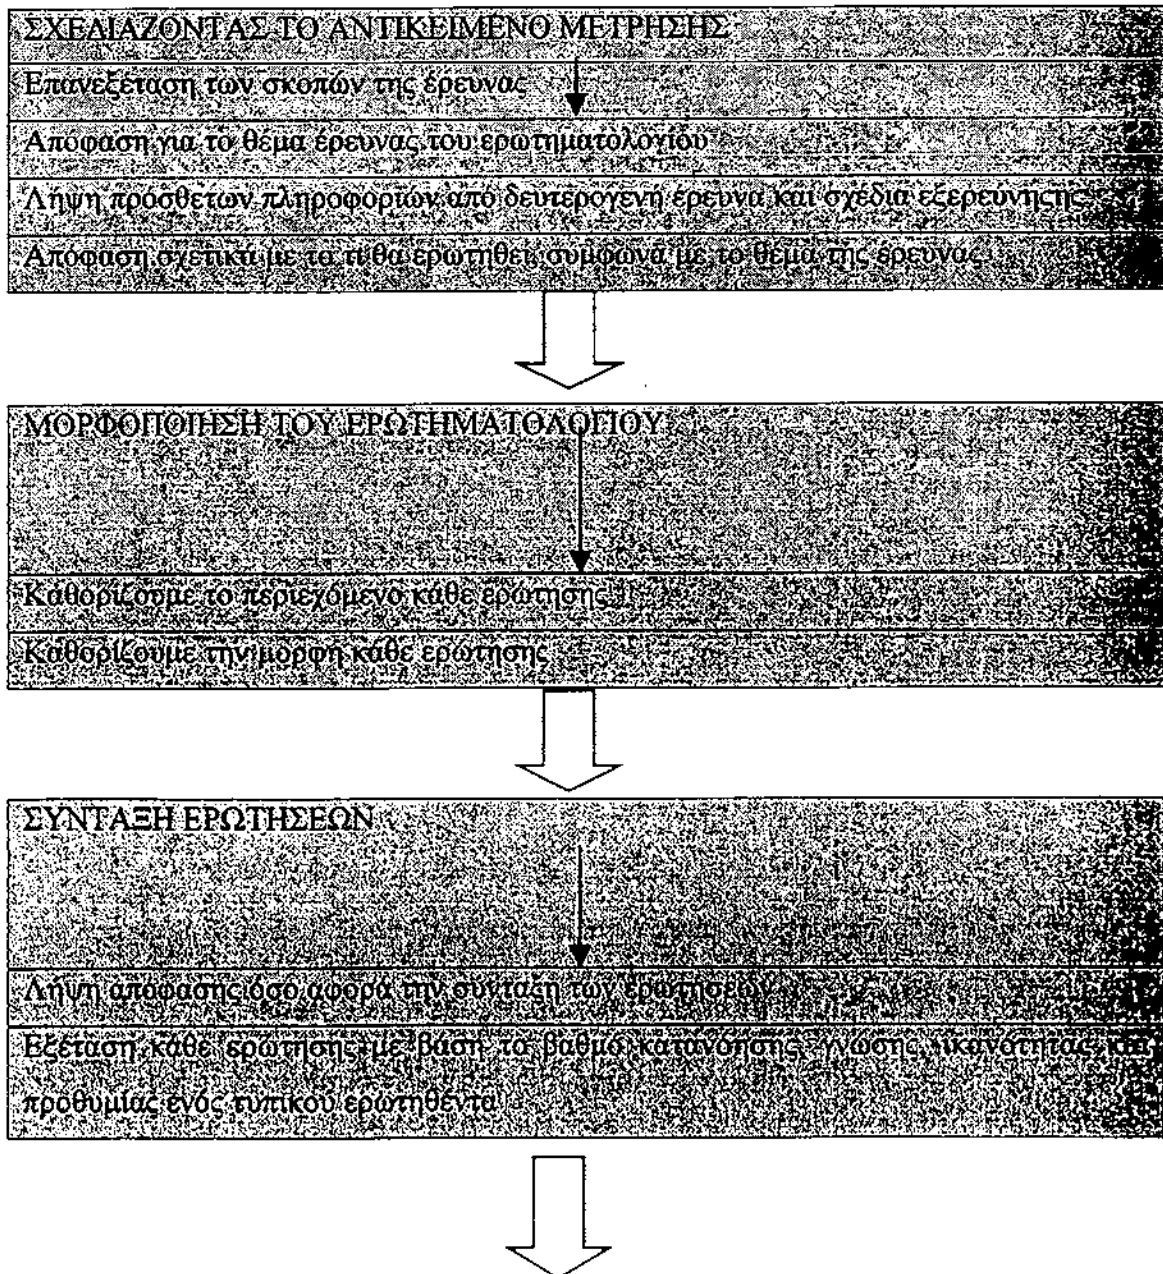 ΣΧΕΔΙΑΖΟΝΤΑΣ ΤΟ ΑΝΤΙΚΕΙΜΕΝΟ ΜΕΤΡΗΣΗΣ
Επανεξέταση των σκοπών της έρευνας
Απόφαση για το θέμα έρευνας του ερωτηματολογίου
Λήψη πρόσθετων πληροφοριών από δευτερογενή έρευνα και σχέδια εξερεύνησης
Απόφαση σχετικά με το τι θα ερωτηθεί, σύμφωνα με το θέμα της έρευνας
ΜΟΡΦΟΠΟΙΗΣΗ ΤΟΥ ΕΡΩΤΗΜΑΤΟΛΟΓΙΟΥ
Καθορίζουμε το περιεχόμενο κάθε ερώτησης
Καθορίζουμε την μορφή κάθε ερώτησης
ΣΥΝΤΑΞΗ ΕΡΩΤΗΣΕΩΝ
Λήψη απόφασης όσο αφορά την σύνταξη των ερωτήσεων
Εξέταση κάθε ερώτησης με βάση το βαθμό κατανόησης, γνώσης, ικανότητας και
προθυμίας ενός τυπικού ερωτηθέντα